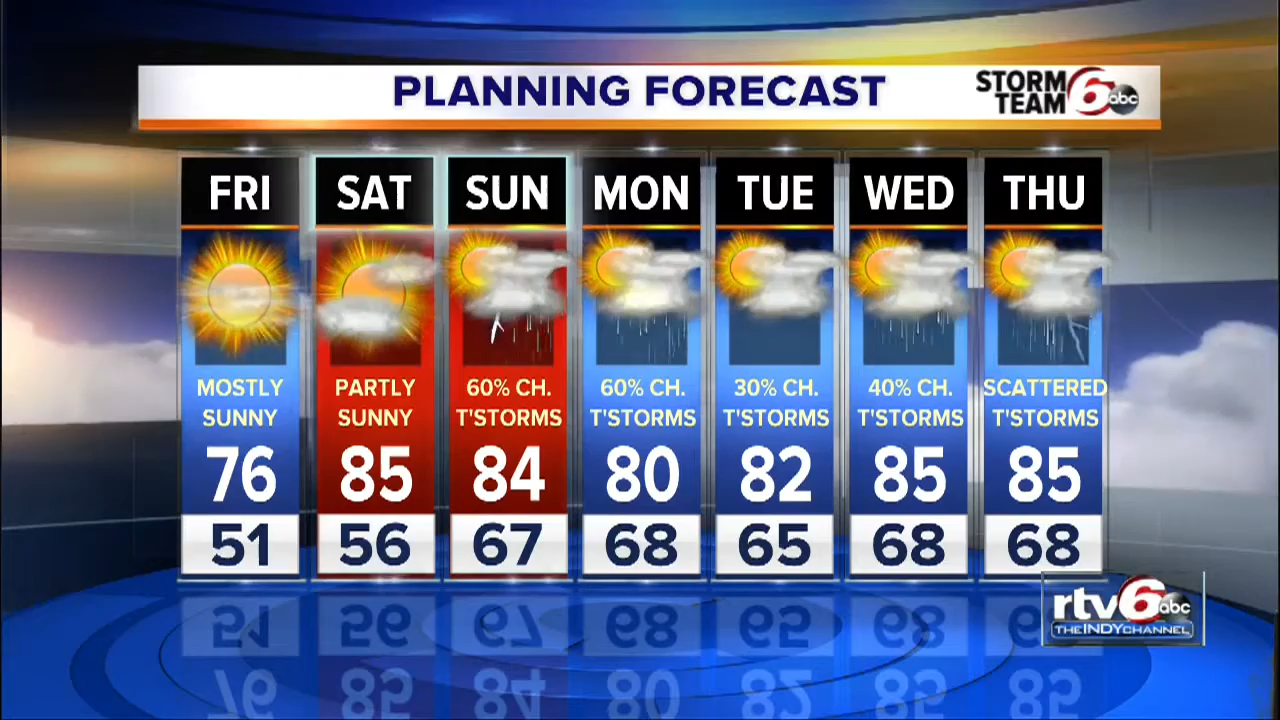 PLANNING FORECAST
STORM
TEAM 6 abc
FRI SAT SUN MON TUE WED THU
MOSTLY PARTLY 60% CH. 60% CH. 30% CH. 40% CH. SCATTERED
SUNNY SUNNY T'STORMS T'STORMS T'STORMS T'STORMS T'STORMS
76 85 84 80 82 85 85
51 56 67 68 65 68 68
rtv6 abc
THE INDY CHANNEL